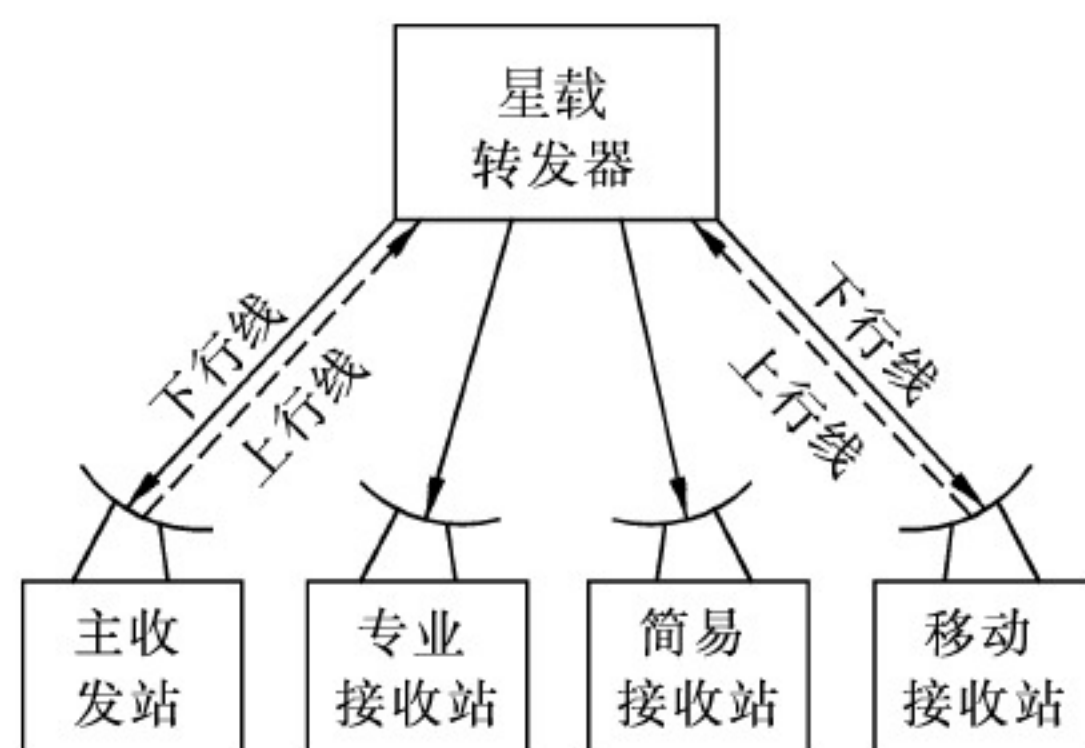 星载
转发器
下行线
上行线
下行线
上行线
主收
发站
专业
接收站
简易
接收站
移动
接收站